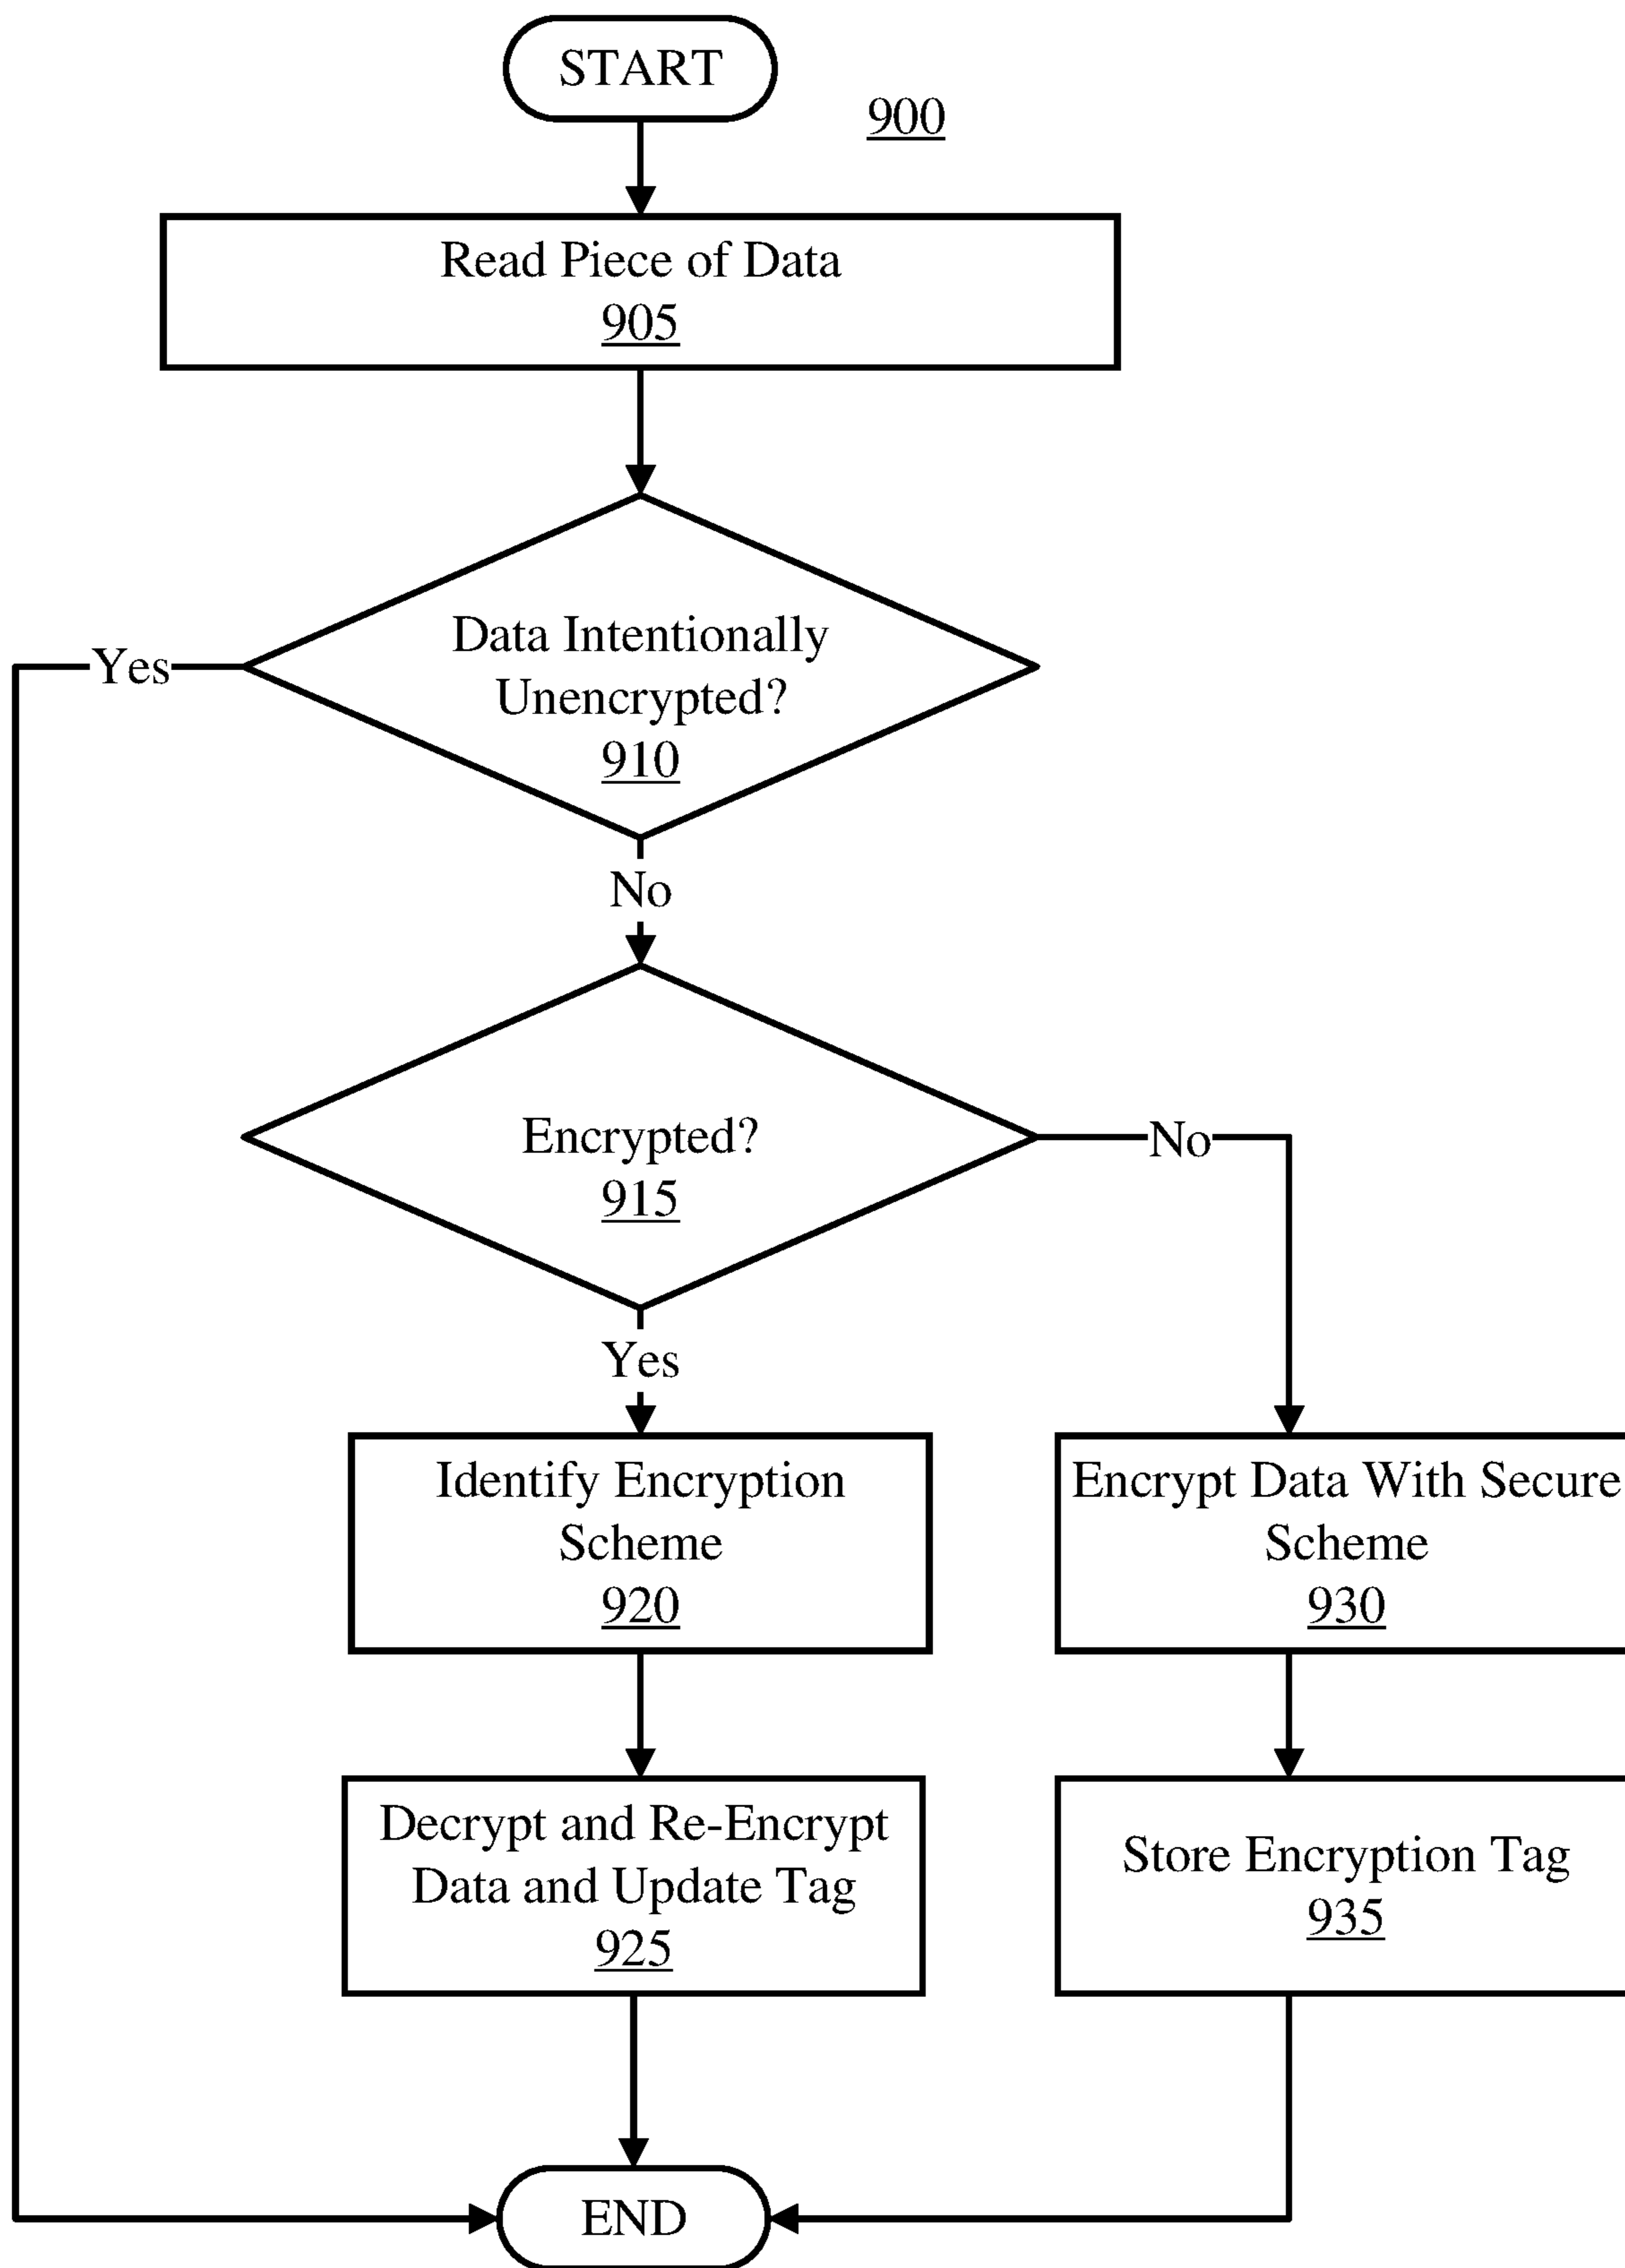 START
900
Read Piece of Data
905
Data Intentionally
Unencrypted?
910
Yes
No
Encrypted?
915
No
Yes
Identify Encryption
Scheme
920
Encrypt Data With Secure
Scheme
930
Decrypt and Re-Encrypt
Data and Update Tag
925
Store Encryption Tag
935
END